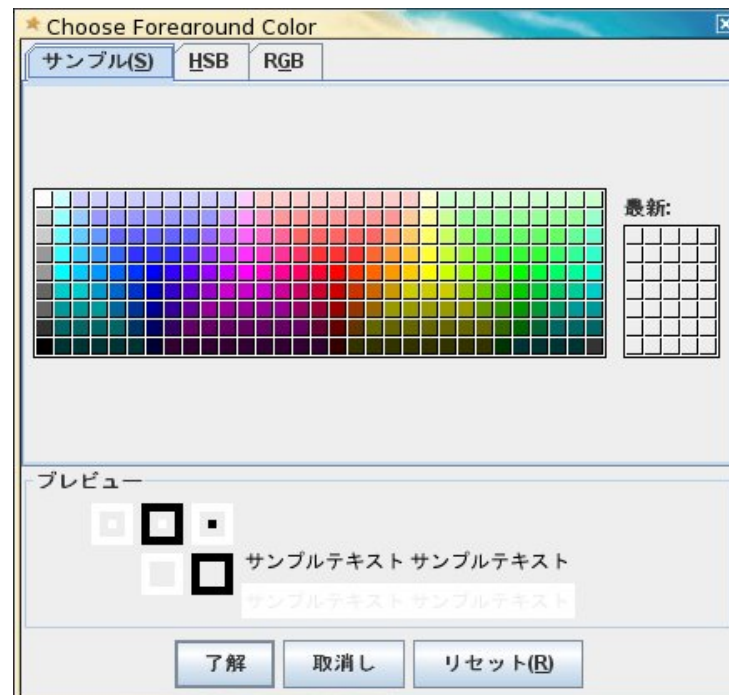 Choose Foreground Color
サンプル(S) HSB RGB
最新:
プレビュー
サンプルテキスト サンプルテキスト
サンプルテキスト サンプルテキスト
了解 取消し リセット(R)